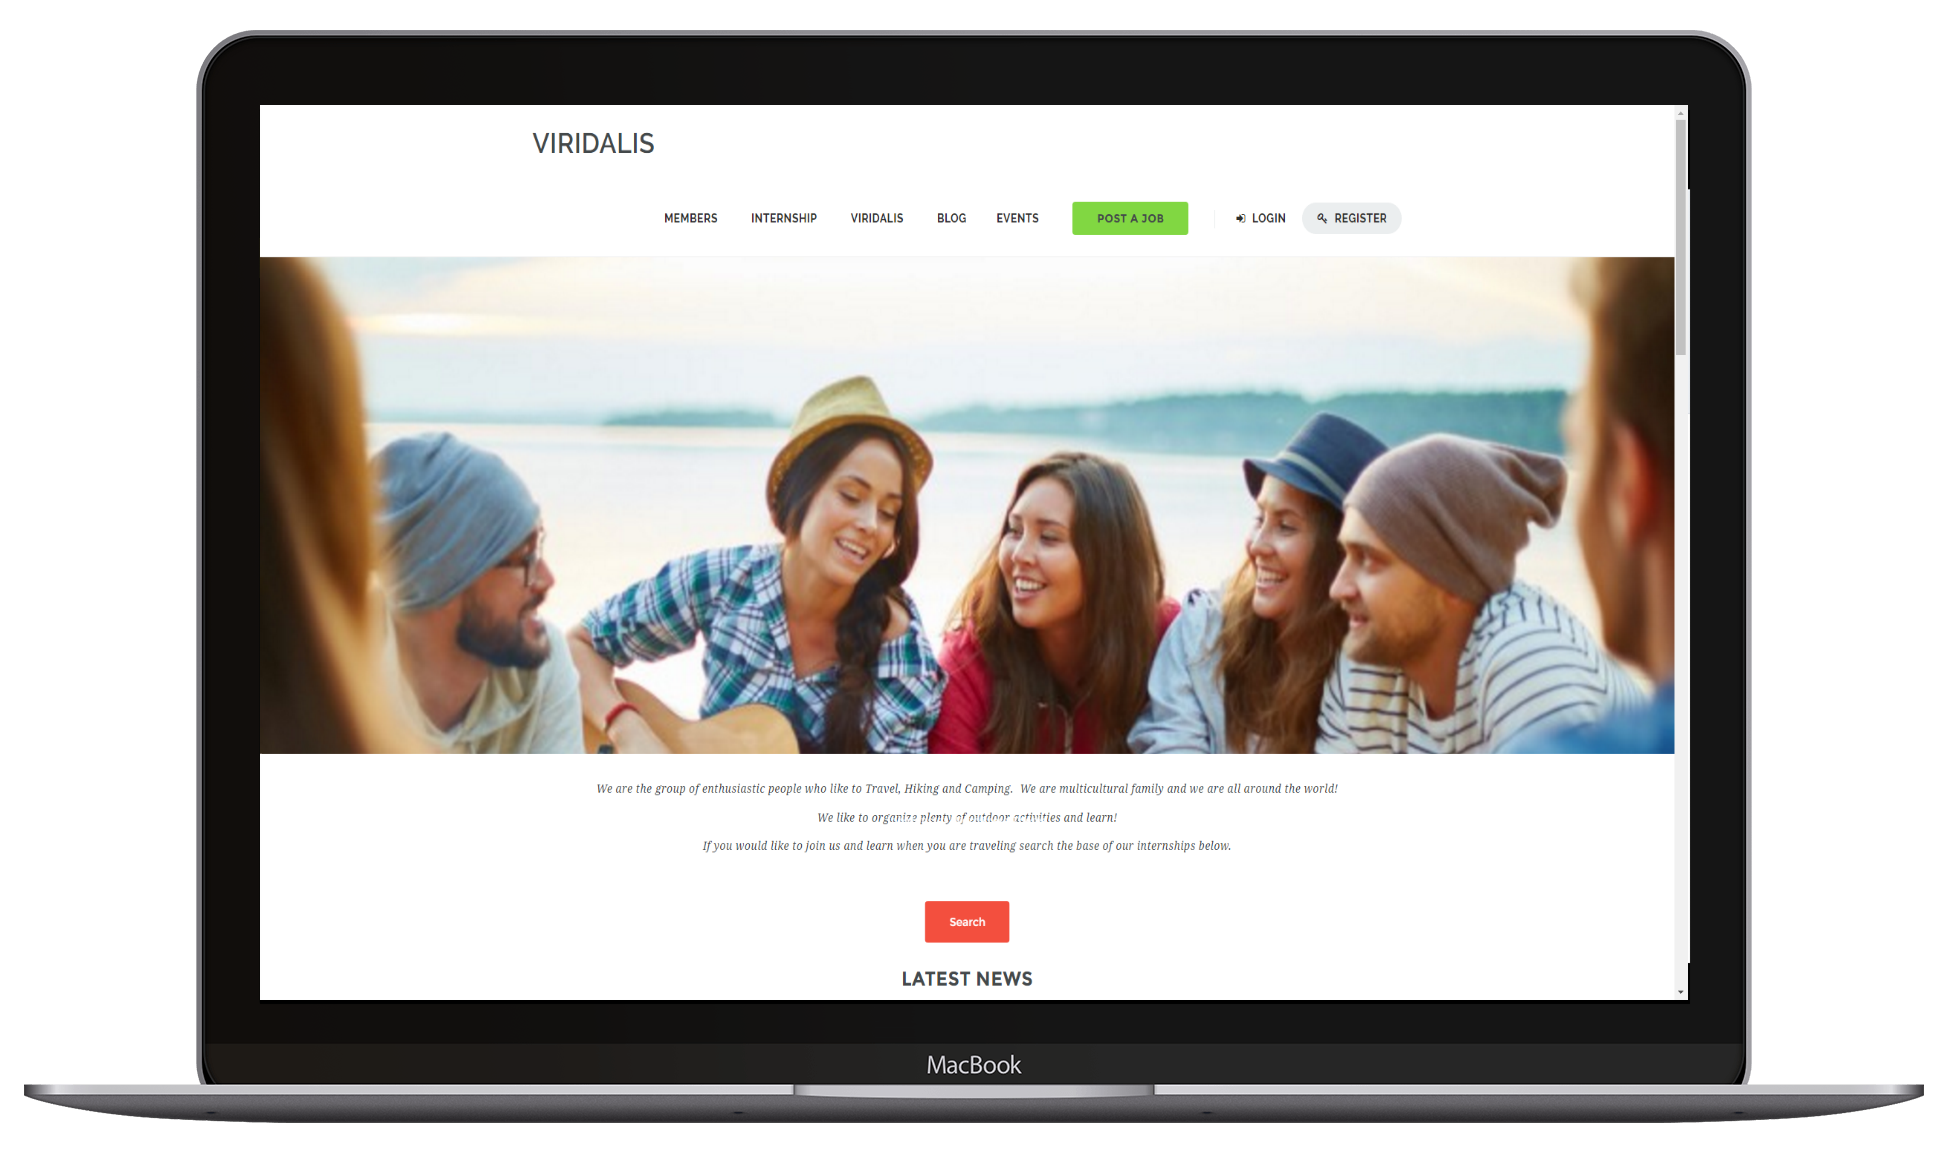 VIRIDALIS
MEMBERS INTERNSHIP VIRIDALIS BLOG EVENTS POST A JOB LOGIN REGISTER
We are the group of enthusiastic people who like to Travel, Hiking and Camping. We are multicultural family and we are all around the world!
We like to organize plenty of outdoor activities and learn!
If you would like to join us and learn when you are traveling search the base of our internships below.
Search
LATEST NEWS
MacBook